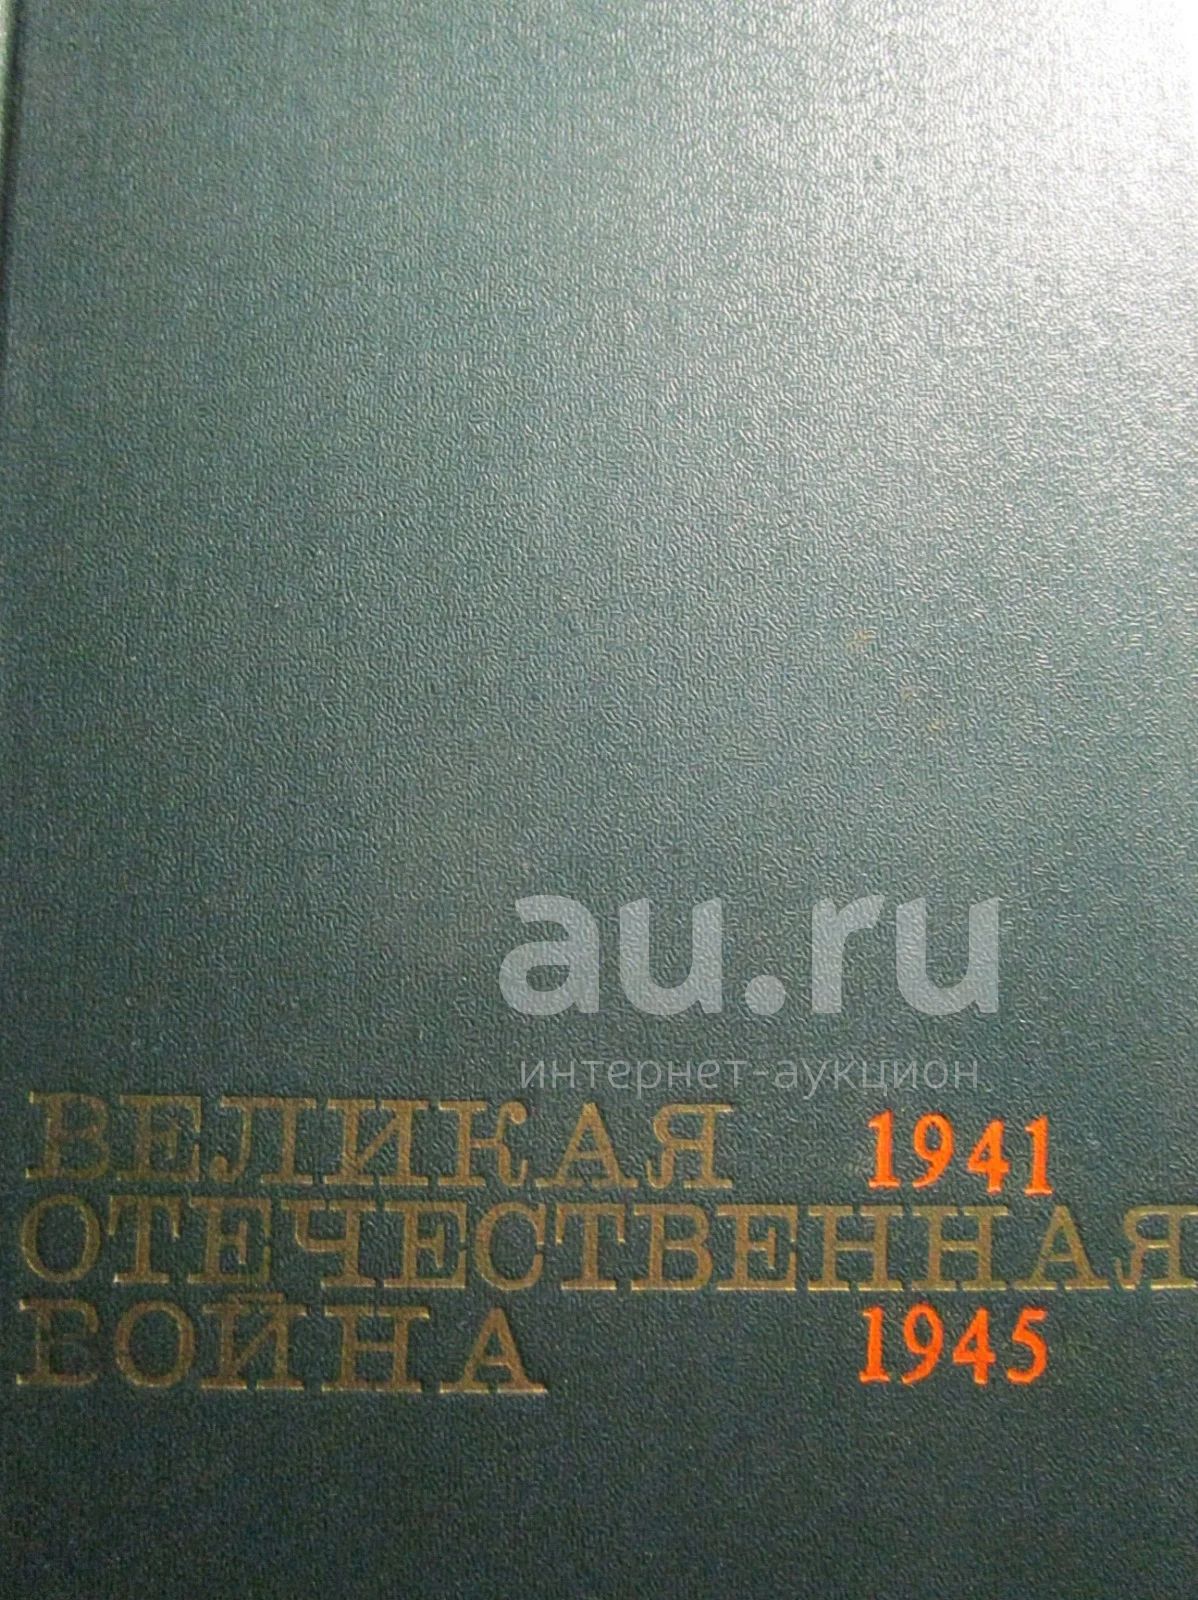 au.ru
интернет-аукцион
ВЕЛИКАЯ 1941
ОТЕЧЕСТВЕННАЯ
ВОЙНА 1945